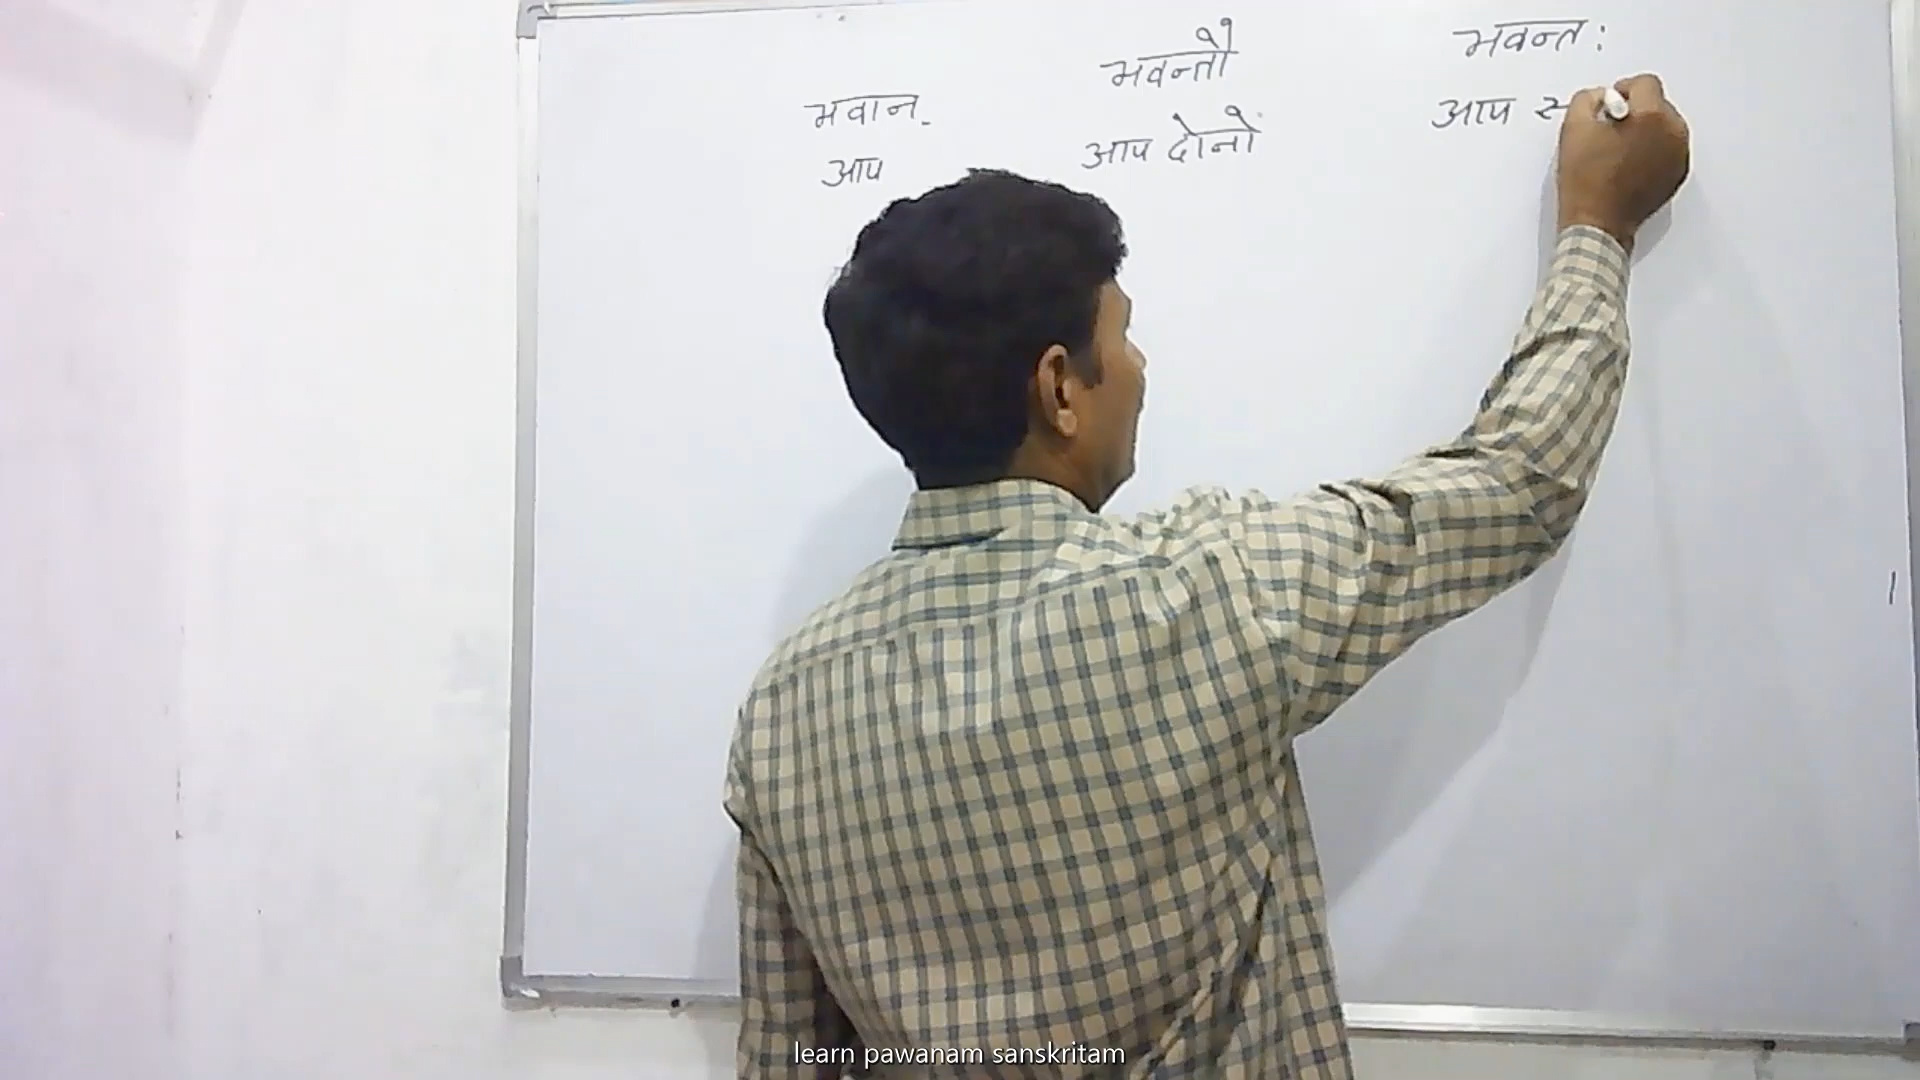 भवान् भवन्तौ भवन्त:
आप आप दोनों आप
learn pawanam sanskritam